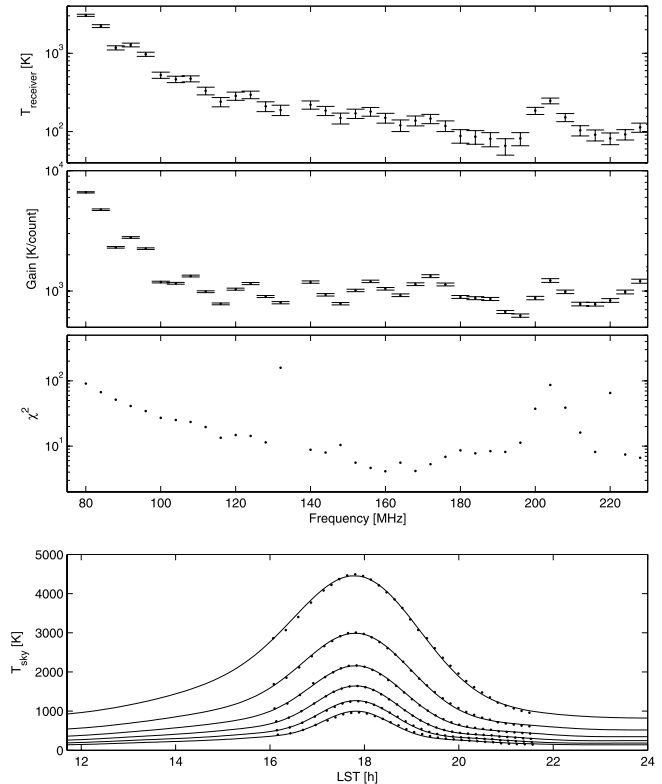 10^3
T_receiver [K]
10^2
10^4
Gain [K/count]
10^3
10^2
χ^2
10^1
80 100 120 140 160 180 200 220
Frequency [MHz]
5000
4000
3000
T_sky [K]
2000
1000
0
12 14 16 18 20 22 24
LST [h]